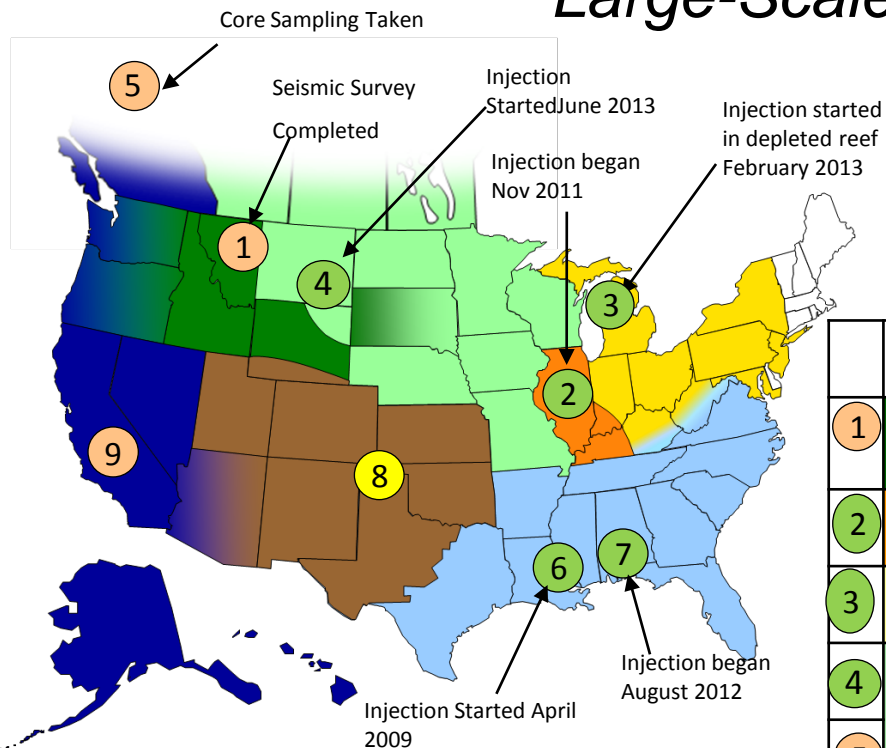 Large-Scale
Core Sampling Taken
5
Seismic Survey
Completed
Injection
StartedJune 2013
Injection started
in depleted reef
February 2013
Injection began
Nov 2011
1
4
3
2
9
8
6
7
Injection began
August 2012
Injection Started April
2009
1
2
3
4